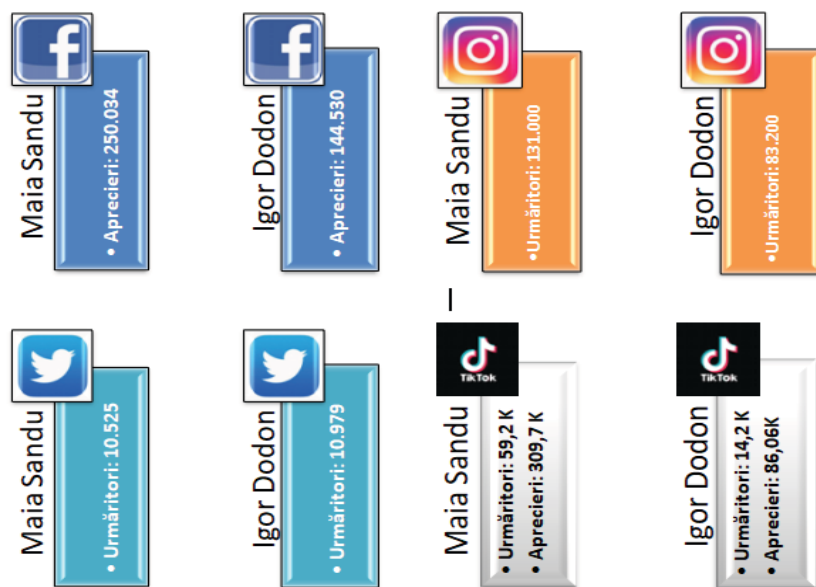 Maia Sandu
• Urmăritori: 10.525
Maia Sandu
• Aprecieri: 250.034
Igor Dodon
• Urmăritori: 10.979
Igor Dodon
• Aprecieri: 144.530
Maia Sandu
TikTok
• Urmăritori: 59,2 K
• Aprecieri: 309,7 K
Maia Sandu
•Urmăritori: 131.000
Igor Dodon
TikTok
• Urmăritori: 14,2 K
• Aprecieri: 86,06K
Igor Dodon
•Urmăritori:83.200